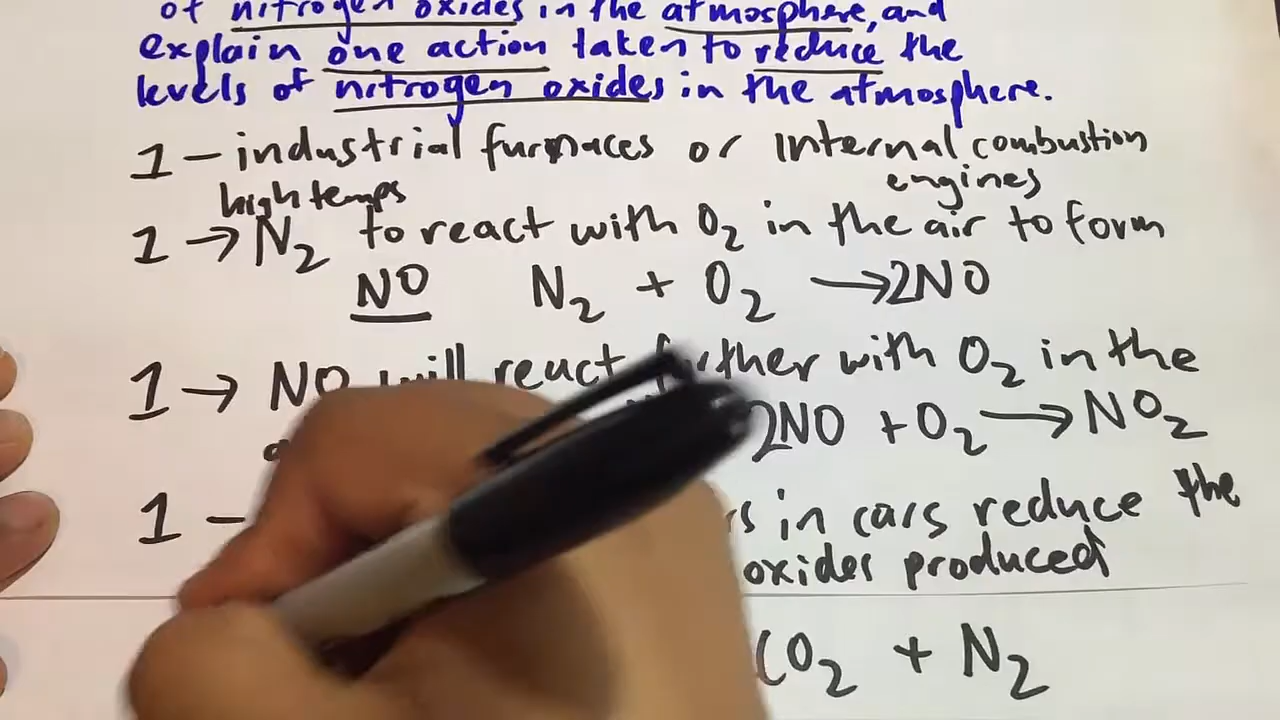 of nitrogen oxides in the atmosphere, and
explain one action taken to reduce the
levels of nitrogen oxides in the atmosphere.
1 - industrial furnaces or internal combustion
engines
high temps
1 → N₂ to react with O₂ in the air to form
NO N₂ + O₂ → 2NO
1 → NO will react further with O₂ in the
2NO + O₂ → NO₂
1 - in cars reduce the
oxides produced
CO₂ + N₂